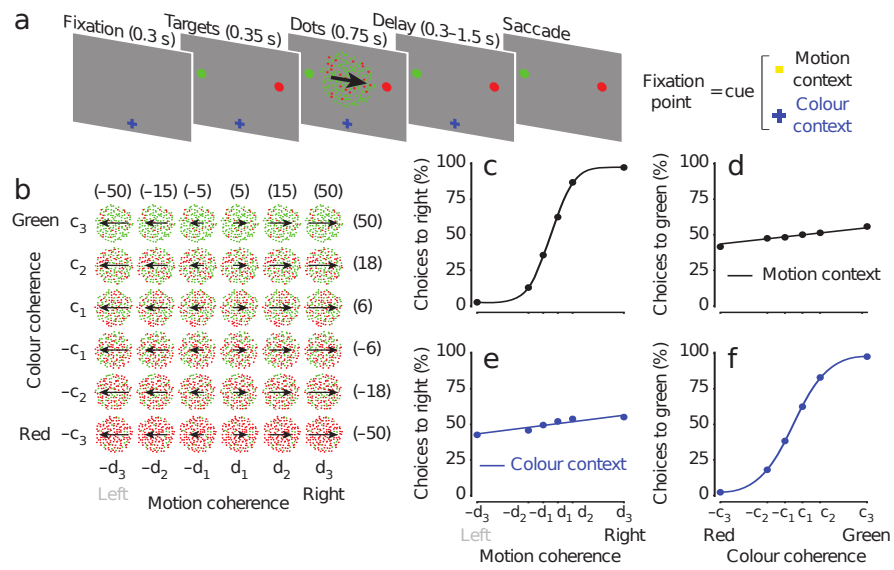 a
Fixation (0.3 s) Targets (0.35 s) Dots (0.75 s) Delay (0.3–1.5 s) Saccade
Fixation point = cue
Motion context
Colour context
b
(–50) (–15) (–5) (5) (15) (50)
Green c3 (50)
c2 (18)
c1 (6)
–c1 (–6)
–c2 (–18)
Red –c3 (–50)
Colour coherence
–d3 –d2 –d1 d1 d2 d3
Left Right
Motion coherence
c
Choices to right (%)
100
75
50
25
0
d
Choices to green (%)
100
75
50
25
0
Motion context
e
Choices to right (%)
100
75
50
25
0
Colour context
–d3 –d2 –d1 d1 d2 d3
Left Right
Motion coherence
f
Choices to green (%)
100
75
50
25
0
–c3 –c2 –c1 c1 c2 c3
Red Green
Colour coherence